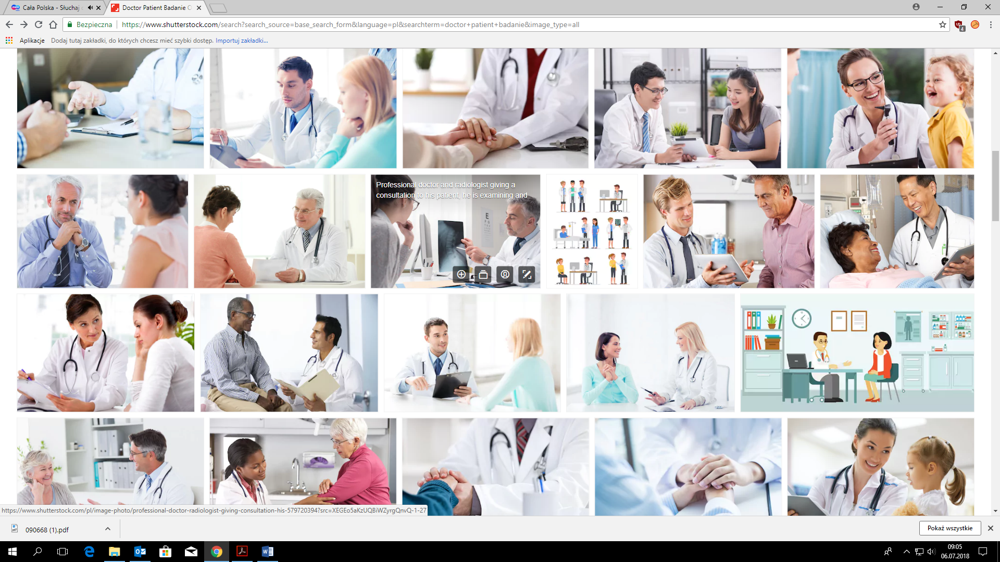 Cała Polska - Słuchaj
Doctor Patient Badanie O
Bezpieczna
https://www.shutterstock.com/search?search_source=base_search_form&language=pl&searchterm=doctor+patient+badanie&image_type=all
4
Aplikacje
Dodaj tutaj zakładki, do których chcesz mieć szybki dostęp. Importuj zakładki...
Professional doctor and radiologist giving a
consultation to his patient, he is examining and
https://www.shutterstock.com/pl/image-photo/professional-doctor-radiologist-giving-consultation-his-579720394?src=XEGEo5aKzUQBiWZyrgQnvQ-1-27
090668 (1).pdf
Pokaż wszystkie
09:05
06.07.2018